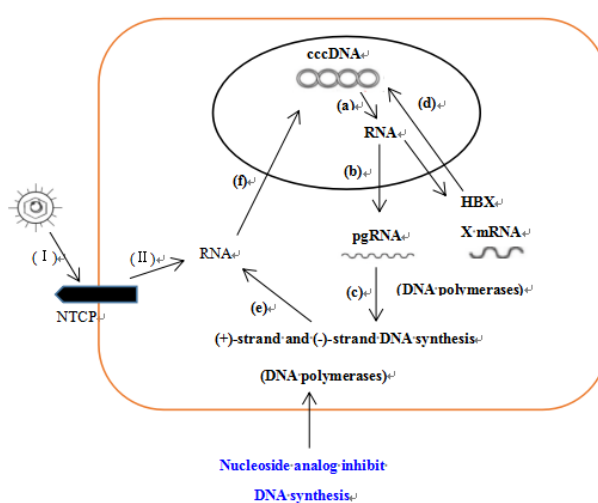 cccDNA
(a)
(d)
RNA
(f)
(b)
HBX
(I)
(II)
RNA
pgRNA
X mRNA
NTCP
(e)
(c)
(DNA polymerases)
(+)-strand and (-)-strand DNA synthesis
(DNA polymerases)
Nucleoside analog inhibit
DNA synthesis